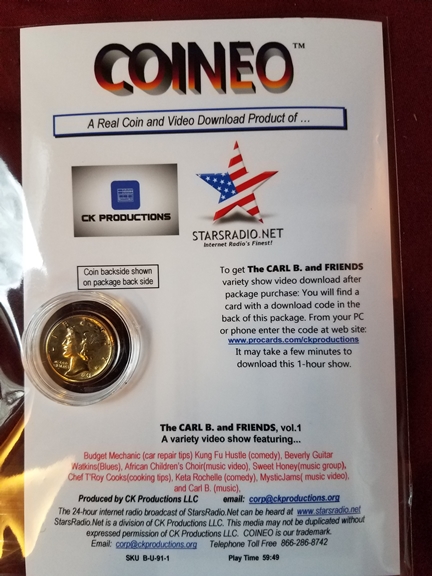 COINEO™
A Real Coin and Video Download Product of ...
CK PRODUCTIONS
STARSRADIO.NET
Internet Radio's Finest!
Coin backside shown
on package back side
To get The CARL B. and FRIENDS
variety show video download after
package purchase: You will find a
card with a download code in the
back of this package. From your PC
or phone enter the code at web site:
www.procards.com/ckproductions
It may take a few minutes to
download this 1-hour show.
The CARL B. and FRIENDS, vol.1
A variety video show featuring...
Budget Mechanic (car repair tips) Kung Fu Hustle (comedy), Beverly Guitar
Watkins(Blues), African Children's Choir(music video), Sweet Honey(music group),
Chef T'Roy Cooks(cooking tips), Keta Rochelle (comedy), MysticJams( music video),
and Carl B. (music),
Produced by CK Productions LLC email: corp@ckproductions.org
The 24-hour internet radio broadcast of StarsRadio.Net can be heard at www.starsradio.net
StarsRadio.Net is a division of CK Productions LLC. This media may not be duplicated without
expressed permission of CK Productions LLC. COINEO is our trademark.
Email: corp@ckproductions.org Telephone Toll Free 866-286-8742
SKU B-U-91-1 Play Time 59:49